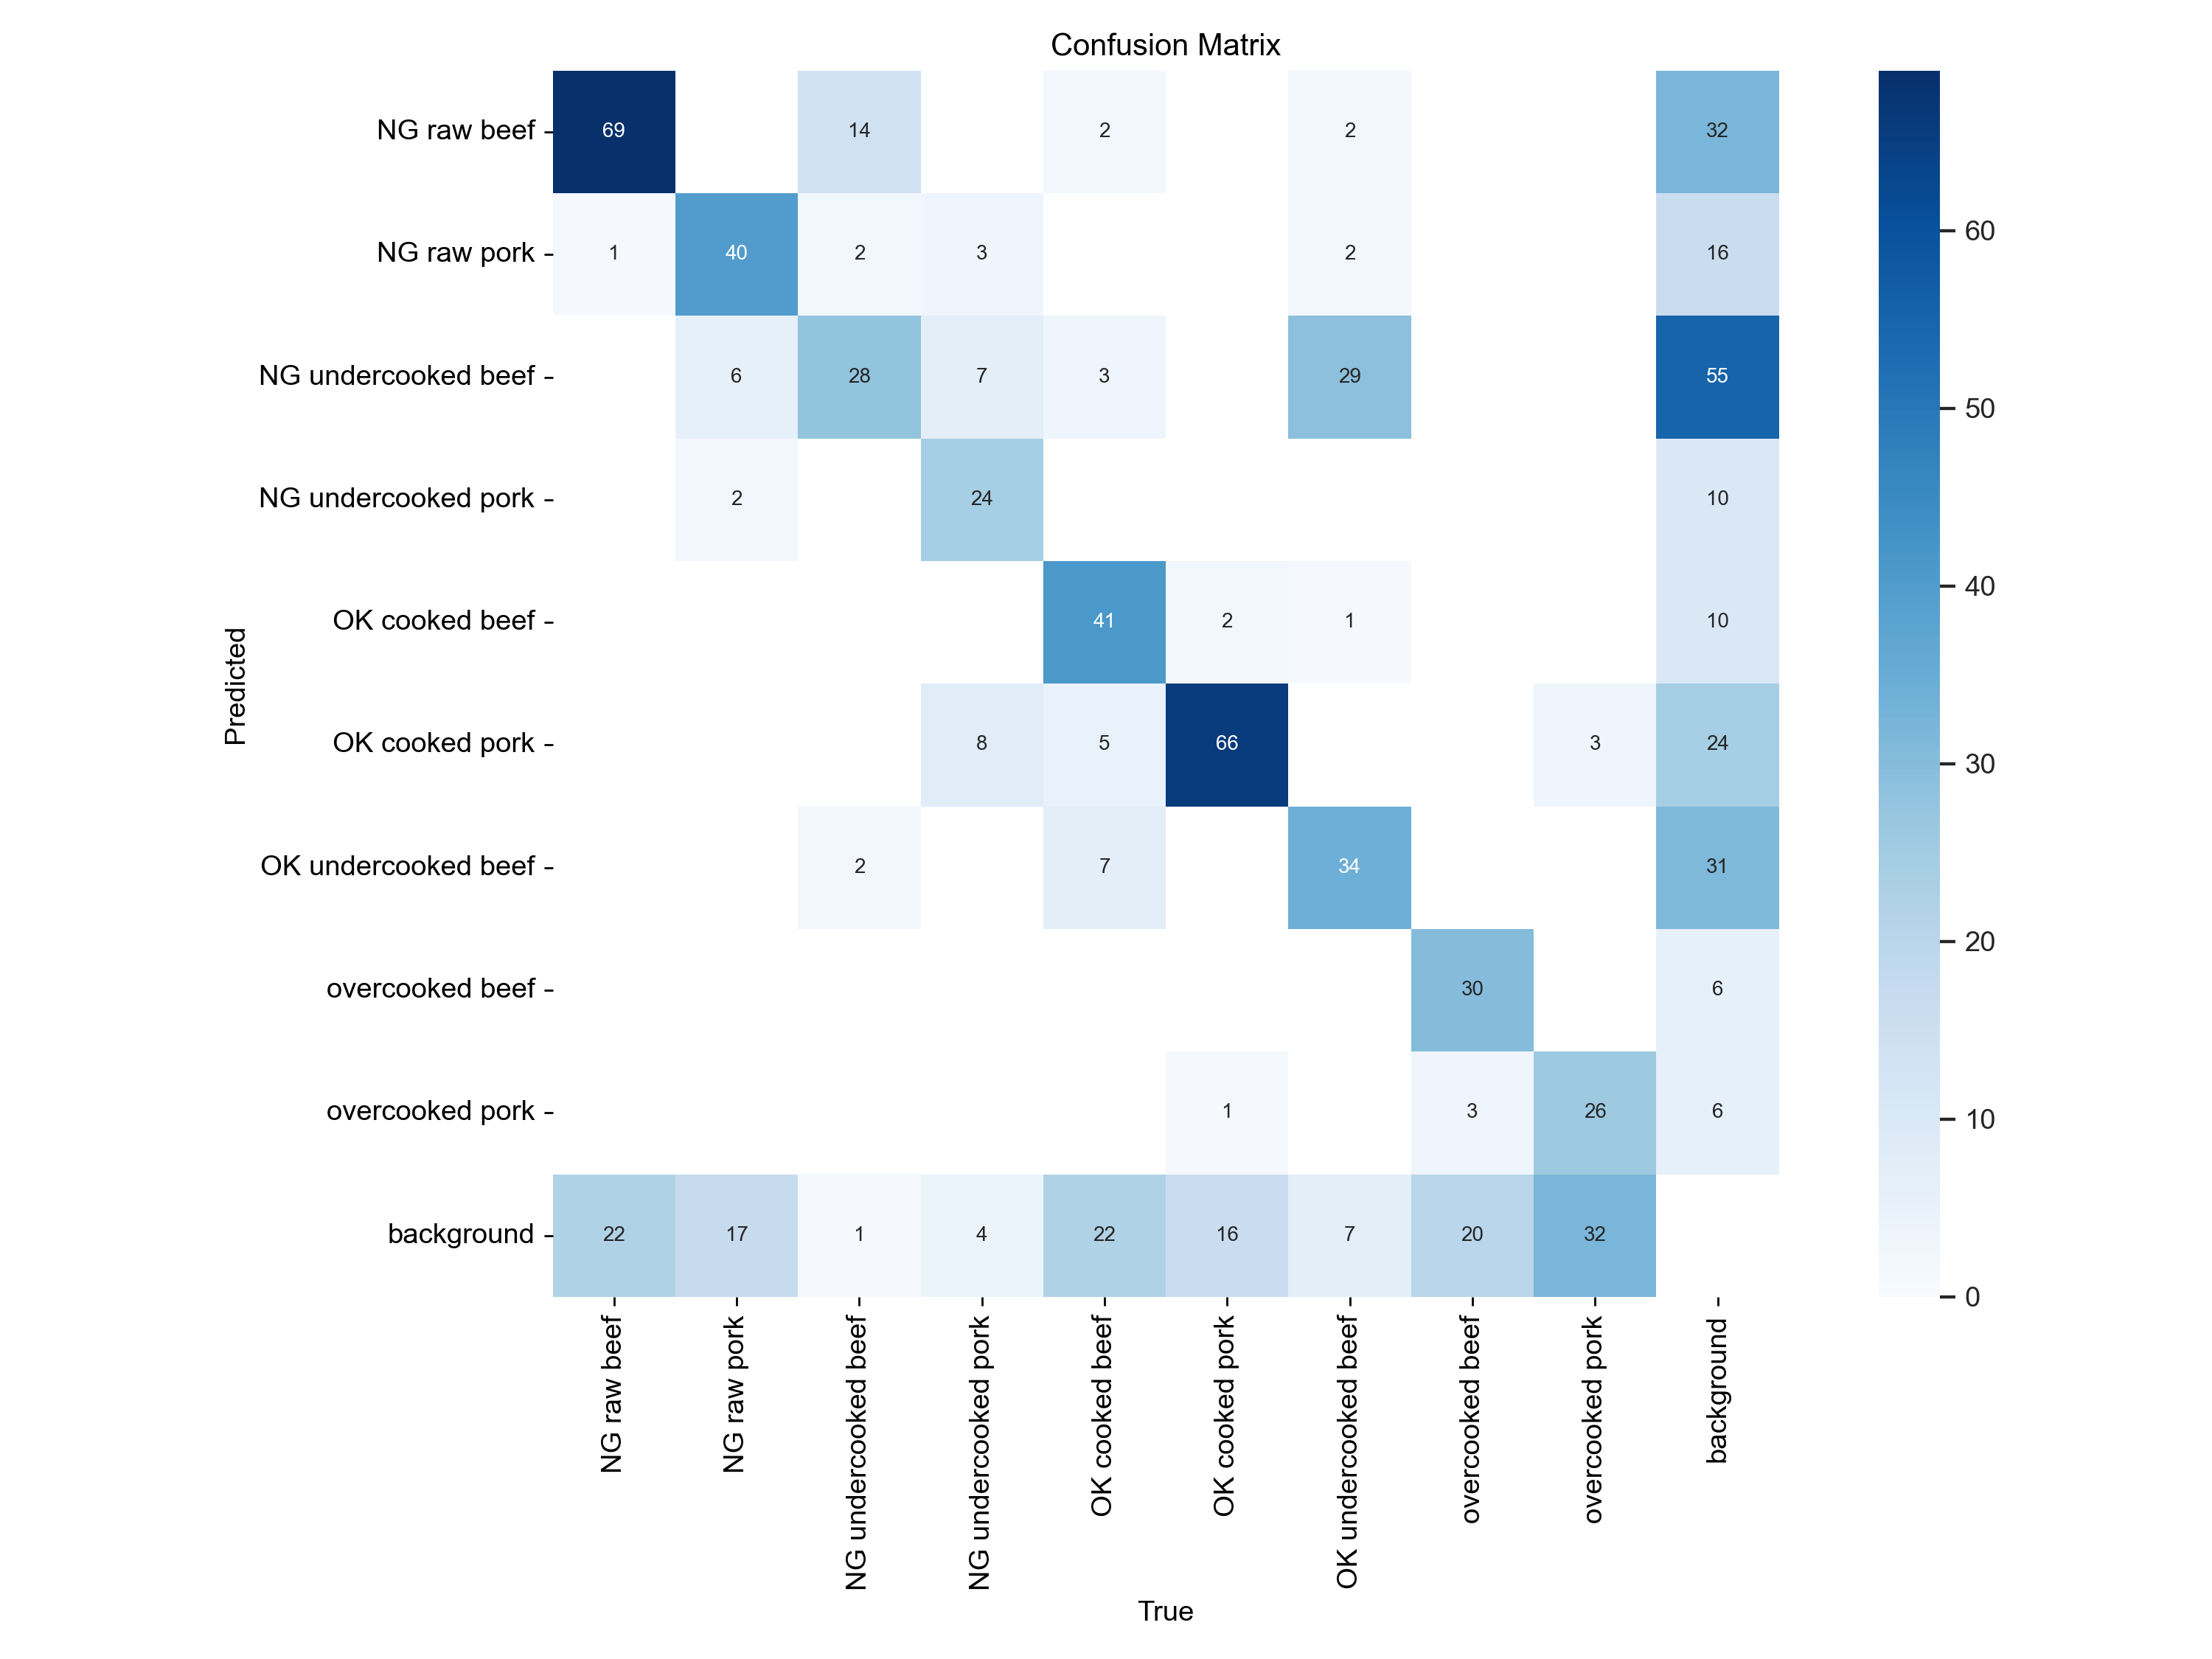 Confusion Matrix
NG raw beef 69 14 2 2 32
NG raw pork 1 40 2 3 2 16
NG undercooked beef 6 28 7 3 29 55
NG undercooked pork 2 24 10
OK cooked beef 41 2 1 10
OK cooked pork 8 5 66 3 24
OK undercooked beef 2 7 34 31
overcooked beef 30 6
overcooked pork 1 3 26 6
background 22 17 1 4 22 16 7 20 32
Predicted
NG raw beef
NG raw pork
NG undercooked beef
NG undercooked pork
OK cooked beef
OK cooked pork
OK undercooked beef
overcooked beef
overcooked pork
background
True
60
50
40
30
20
10
0